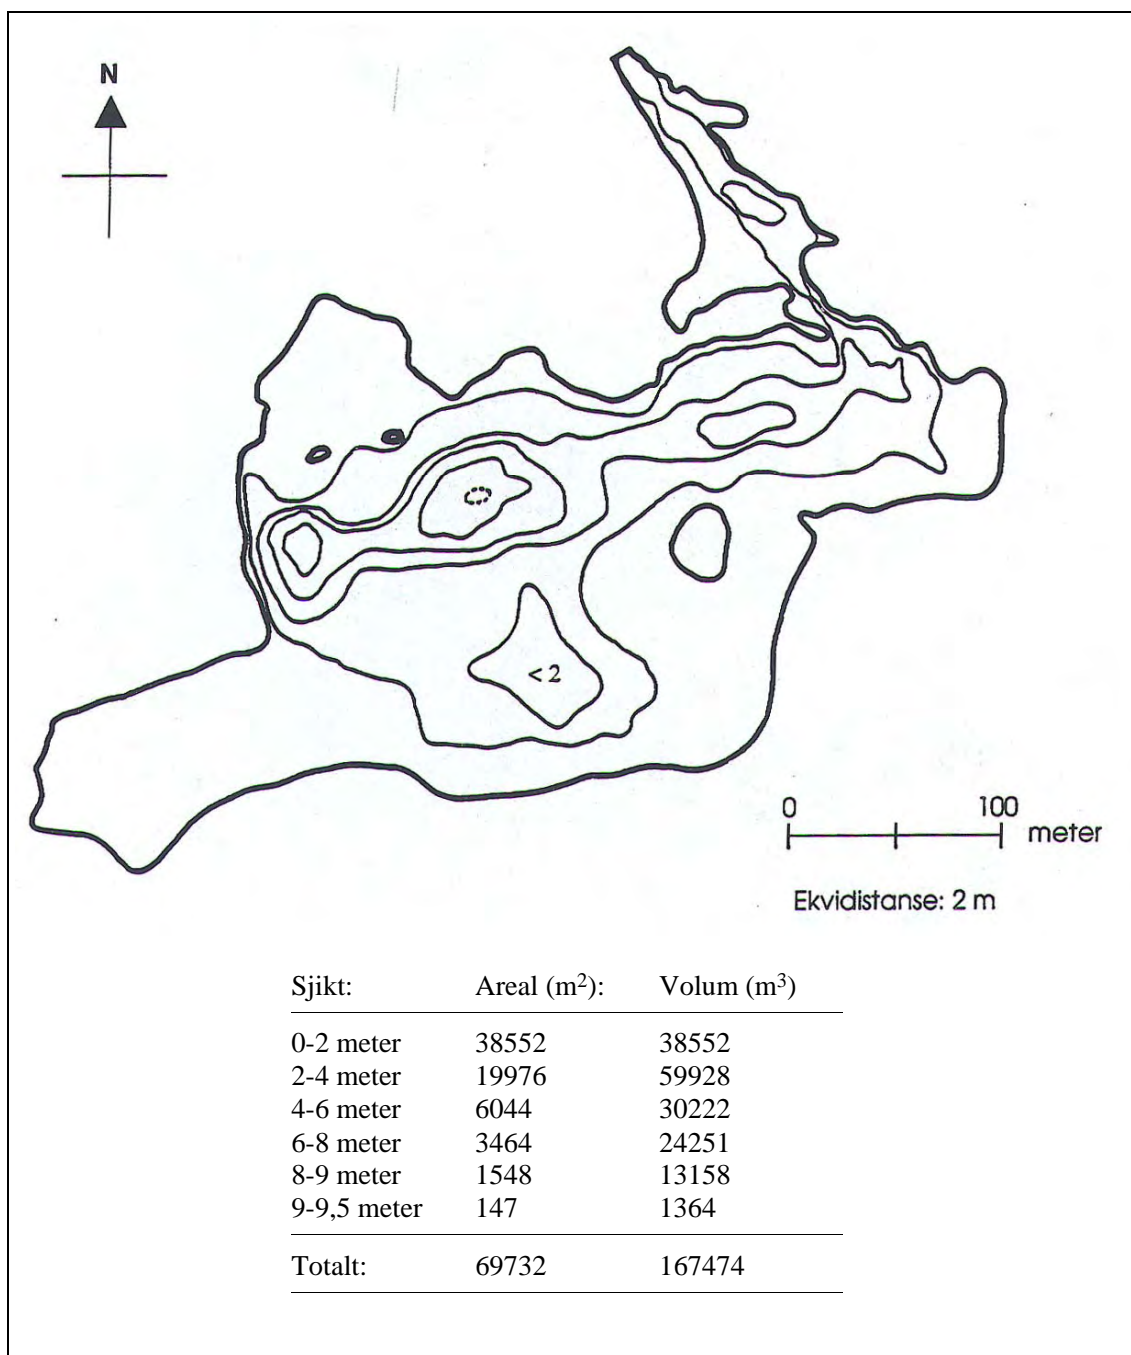 N
< 2
0 100
meter
Ekvidistanse: 2 m
Sjikt: Areal (m²): Volum (m³)
0-2 meter 38552 38552
2-4 meter 19976 59928
4-6 meter 6044 30222
6-8 meter 3464 24251
8-9 meter 1548 13158
9-9,5 meter 147 1364
Totalt: 69732 167474